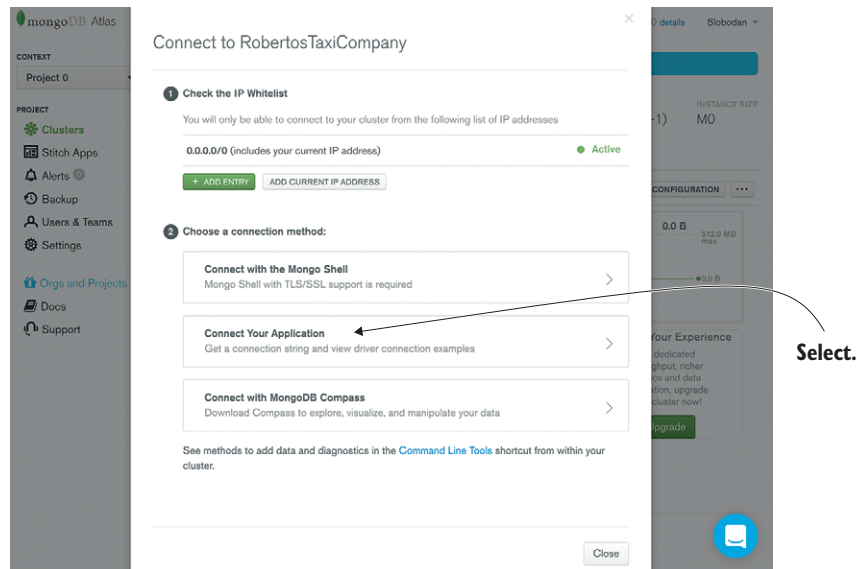 mongoDB Atlas
CONTEXT
Project 0
PROJECT
Clusters
Stitch Apps
Alerts 0
Backup
Users & Teams
Settings
Orgs and Projects
Docs
Support
Connect to RobertosTaxiCompany
×
1 Check the IP Whitelist
You will only be able to connect to your cluster from the following list of IP addresses
0.0.0.0/0 (includes your current IP address)
Active
+ ADD ENTRY
ADD CURRENT IP ADDRESS
2 Choose a connection method:
Connect with the Mongo Shell
Mongo Shell with TLS/SSL support is required
Connect Your Application
Get a connection string and view driver connection examples
Connect with MongoDB Compass
Download Compass to explore, visualize, and manipulate your data
See methods to add data and diagnostics in the Command Line Tools shortcut from within your
cluster.
Close
0 details
Slobodan
INSTANCE SIZE
-1)
M0
CONFIGURATION
...
0.0 B
512.0 MB
max
0.0 B
Your Experience
dedicated
ghput, richer
cs and data
ation, upgrade
cluster now!
Upgrade
Select.